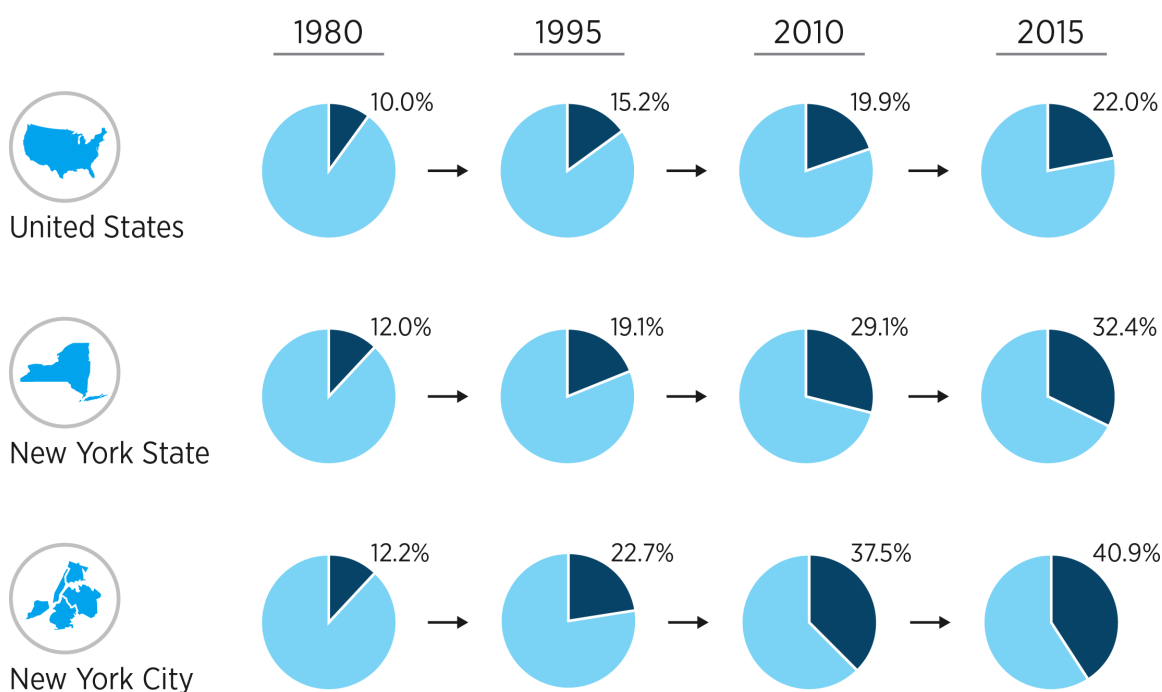 1980 1995 2010 2015
10.0% 15.2% 19.9% 22.0%
United States
12.0% 19.1% 29.1% 32.4%
New York State
12.2% 22.7% 37.5% 40.9%
New York City